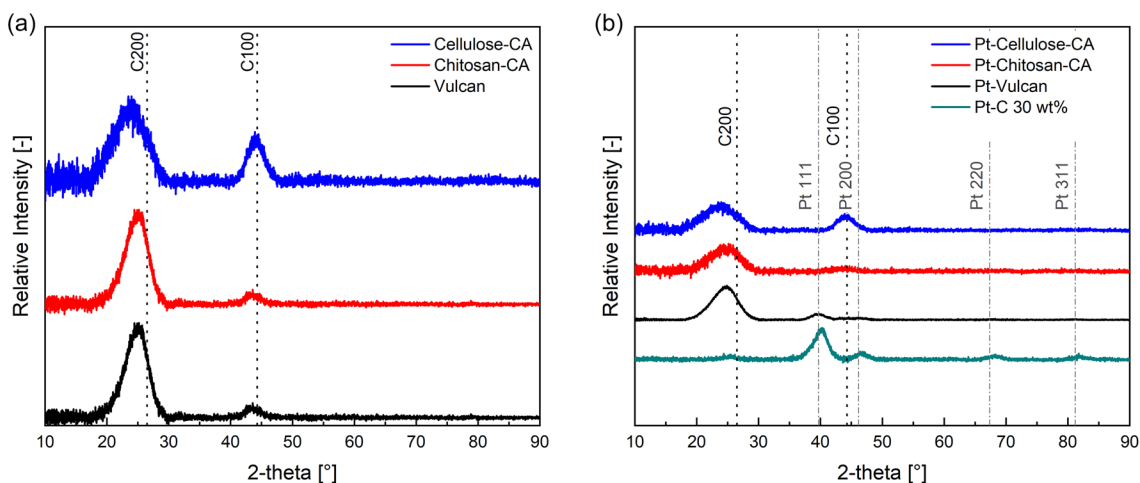 (a)
C200
C100
Cellulose-CA
Chitosan-CA
Vulcan
Relative Intensity [-]
10 20 30 40 50 60 70 80 90
2-theta [°]
(b)
Pt-Cellulose-CA
Pt-Chitosan-CA
Pt-Vulcan
Pt-C 30 wt%
C200
C100
Pt 111
Pt 200
Pt 220
Pt 311
Relative Intensity [-]
10 20 30 40 50 60 70 80 90
2-theta [°]